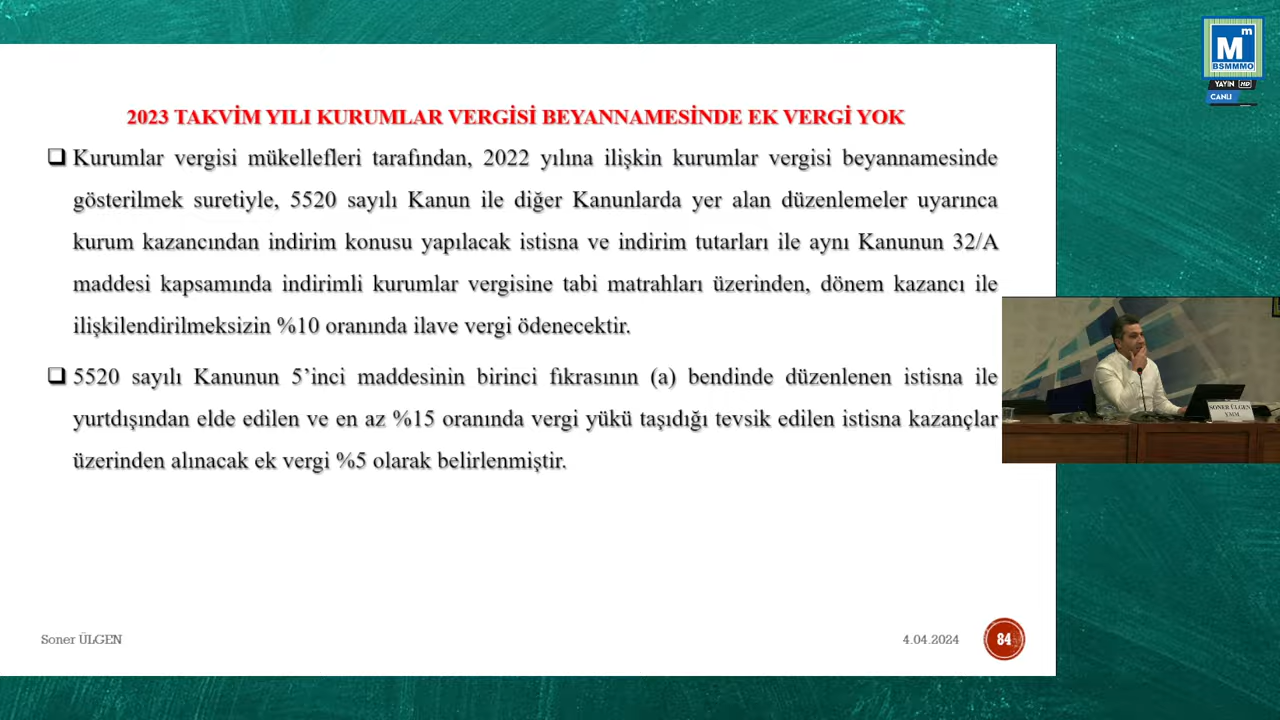 m
M
BSMMMO
YAYIN HD
CANLI
2023 TAKVİM YILI KURUMLAR VERGİSİ BEYANNAMESİNDE EK VERGİ YOK
❑ Kurumlar vergisi mükellefleri tarafından, 2022 yılına ilişkin kurumlar vergisi beyannamesinde
gösterilmek suretiyle, 5520 sayılı Kanun ile diğer Kanunlarda yer alan düzenlemeler uyarınca
kurum kazancından indirim konusu yapılacak istisna ve indirim tutarları ile aynı Kanunun 32/A
maddesi kapsamında indirimli kurumlar vergisine tabi matrahları üzerinden, dönem kazancı ile
ilişkilendirilmeksizin %10 oranında ilave vergi ödenecektir.
❑ 5520 sayılı Kanunun 5’inci maddesinin birinci fıkrasının (a) bendinde düzenlenen istisna ile
yurtdışından elde edilen ve en az %15 oranında vergi yükü taşıdığı tevsik edilen istisna kazançlar
üzerinden alınacak ek vergi %5 olarak belirlenmiştir.
SONER ÜLGEN
YMM
Soner ÜLGEN
4.04.2024
84